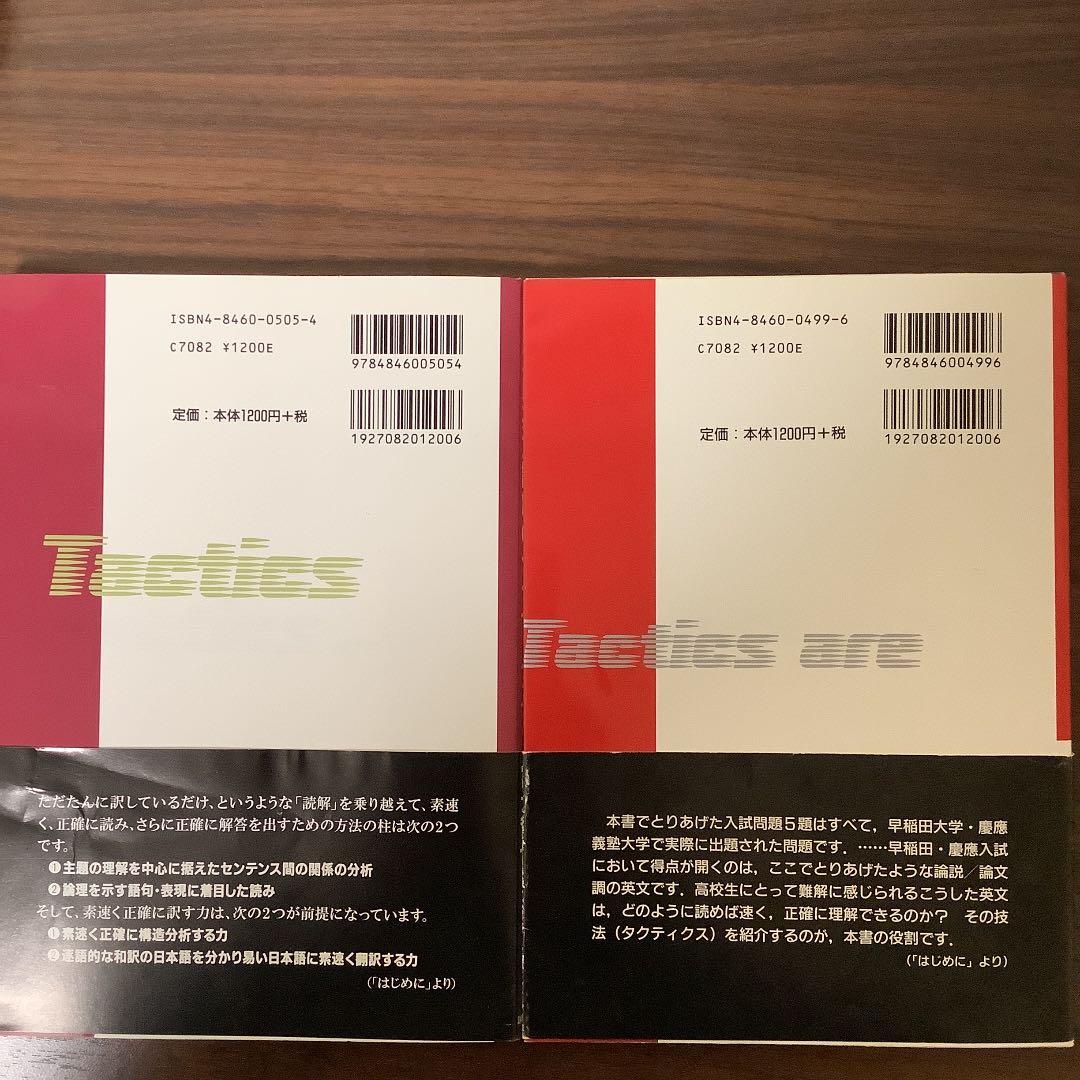 ISBN4-8460-0505-4
C7082 ¥1200E
9784846005054
定価：本体1200円＋税
1927082012006
Tactics
ただたんに訳しているだけ、というような「読解」を乗り越えて、素速
く、正確に読み、さらに正確に解答を出すための方法の柱は次の2つ
です。
❶主題の理解を中心に据えたセンテンス間の関係の分析
❷論理を示す語句・表現に着目した読み
そして、素速く正確に訳す力は、次の2つが前提になっています。
❶素速く正確に構造分析する力
❷逐語的な和訳の日本語を分かり易い日本語に素速く翻訳する力
（「はじめに」より）
ISBN4-8460-0499-6
C7082 ¥1200E
9784846004996
定価：本体1200円＋税
1927082012006
Tactics are
本書でとりあげた入試問題5題はすべて，早稲田大学・慶應
義塾大学で実際に出題された問題です．……早稲田・慶應入試
において得点が開くのは，ここでとりあげたような論説／論文
調の英文です．高校生にとって難解に感じられるこうした英文
は，どのように読めば速く，正確に理解できるのか？　その技
法（タクティクス）を紹介するのが，本書の役割です．
（「はじめに」より）